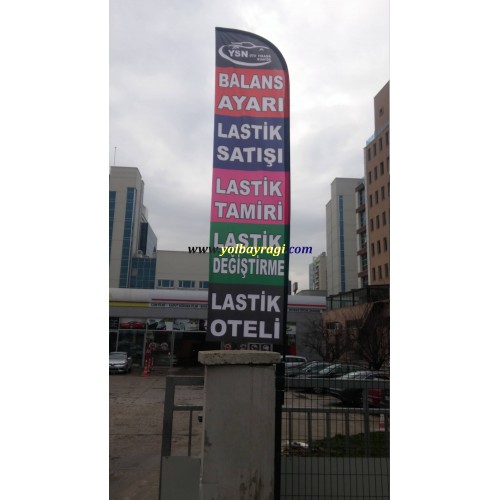 YSN
BALANS
AYARI
LASTİK
SATIŞI
LASTİK
TAMİRİ
LASTİK
www.yolbayragi.com
DEĞİŞTİRME
LASTİK
OTELİ